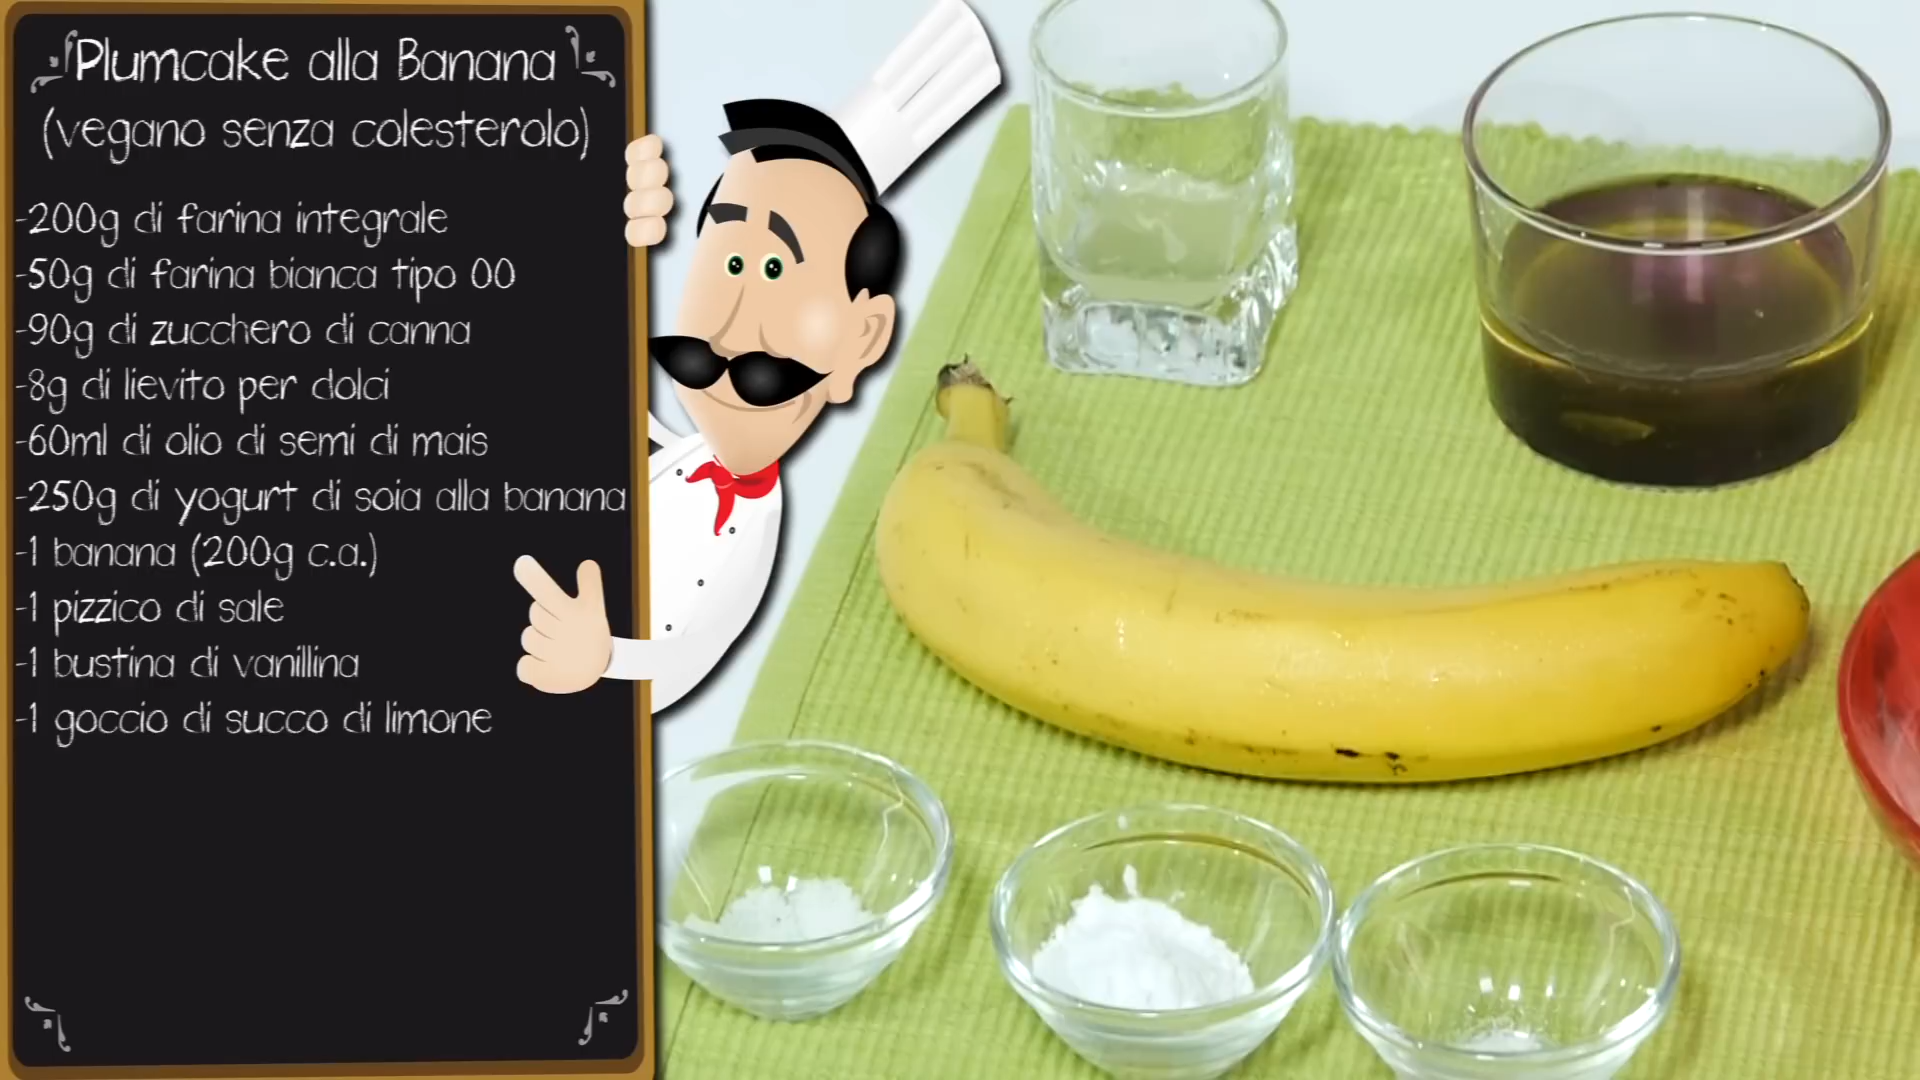 Plumcake alla Banana
(vegano senza colesterolo)
-200g di farina integrale
-50g di farina bianca tipo 00
-90g di zucchero di canna
-8g di lievito per dolci
-60ml di olio di semi di mais
-250g di yogurt di soia alla banana
-1 banana (200g c.a.)
-1 pizzico di sale
-1 bustina di vanillina
-1 goccio di succo di limone